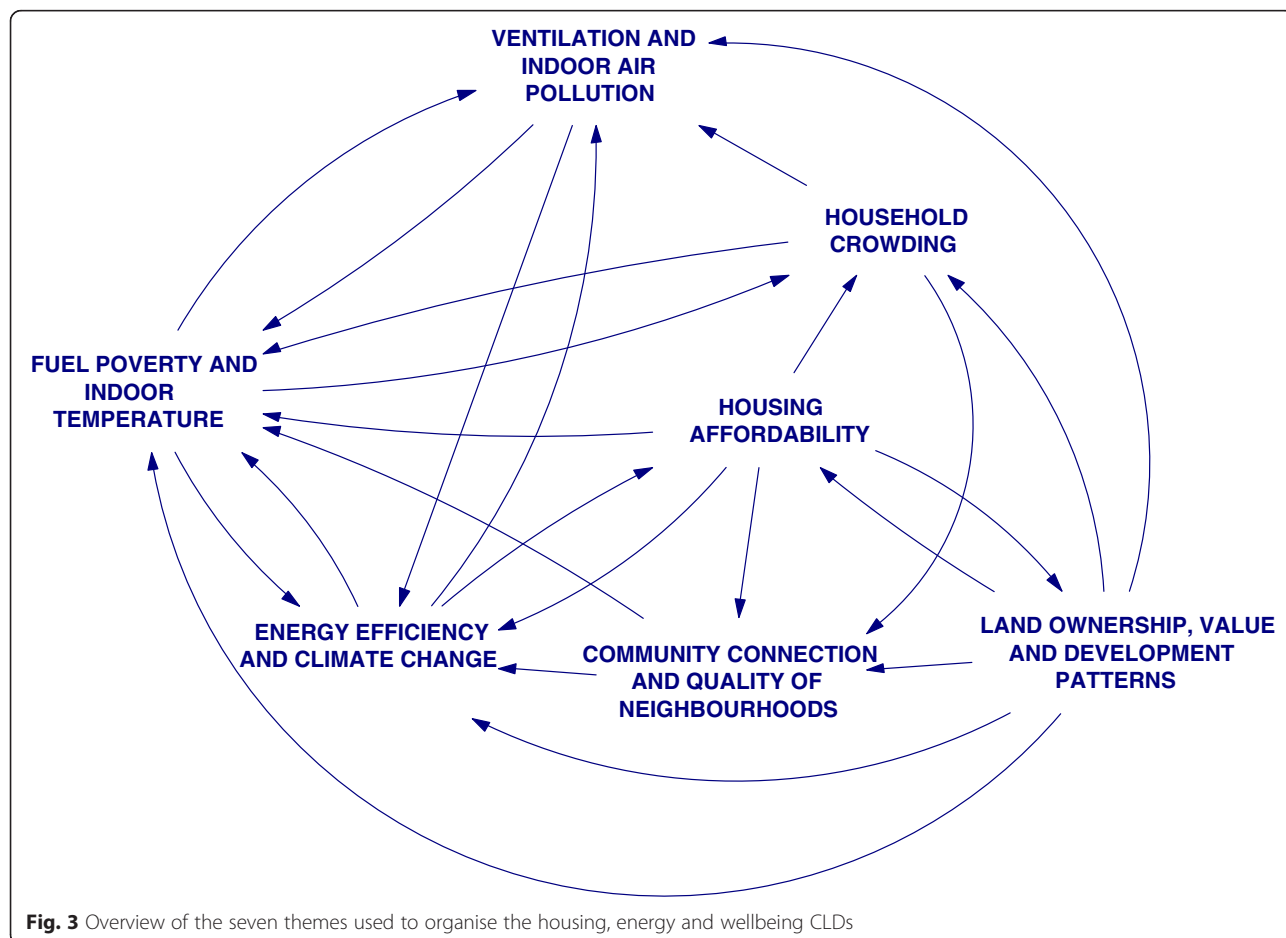 VENTILATION AND
INDOOR AIR
POLLUTION
HOUSEHOLD
CROWDING
FUEL POVERTY AND
INDOOR
TEMPERATURE
HOUSING
AFFORDABILITY
ENERGY EFFICIENCY
AND CLIMATE CHANGE
COMMUNITY CONNECTION
AND QUALITY OF
NEIGHBOURHOODS
LAND OWNERSHIP, VALUE
AND DEVELOPMENT
PATTERNS
Fig. 3 Overview of the seven themes used to organise the housing, energy and wellbeing CLDs